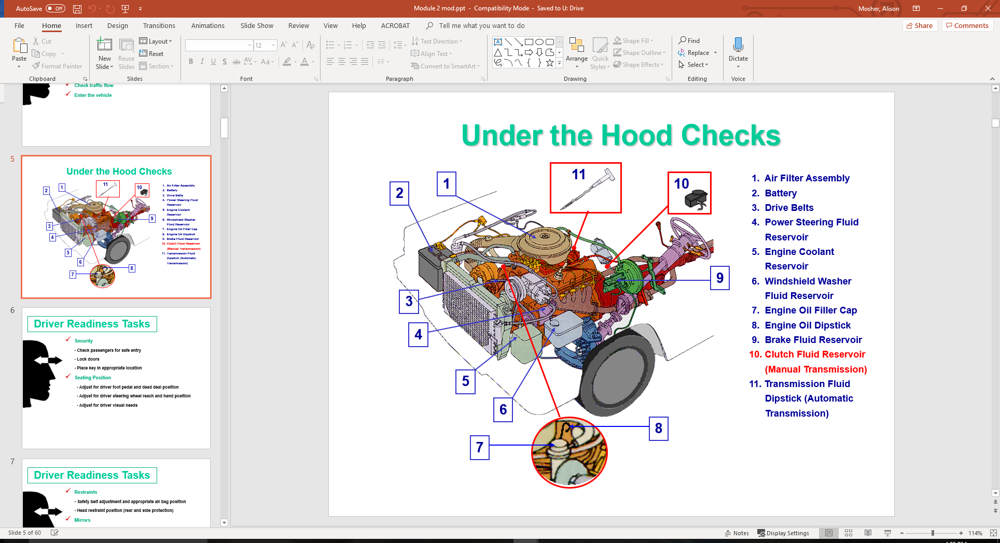 AutoSave Off
Module 2 mod.ppt - Compatibility Mode - Saved to U: Drive
Mosher, Alison
File Home Insert Design Transitions Animations Slide Show Review View Help ACROBAT Tell me what you want to do
Share Comments
Paste
Cut
Copy
Format Painter
Clipboard
New Slide
Reuse Slides
Layout
Reset
Section
Slides
12
B I U S ab AV Aa A
Font
Text Direction
Align Text
Convert to SmartArt
Paragraph
Arrange
Quick Styles
Shape Fill
Shape Outline
Shape Effects
Drawing
Find
Replace
Select
Editing
Dictate
Voice
Check traffic flow
Enter the vehicle
5
Under the Hood Checks
1
2
3
4
5
6
7
8
9
10
11
1. Air Filter Assembly
2. Battery
3. Drive Belts
4. Power Steering Fluid
Reservoir
5. Engine Coolant
Reservoir
6. Windshield Washer
Fluid Reservoir
7. Engine Oil Filler Cap
8. Engine Oil Dipstick
9. Brake Fluid Reservoir
10. Clutch Fluid Reservoir
(Manual Transmission)
11. Transmission Fluid
Dipstick (Automatic
Transmission)
6
Driver Readiness Tasks
Security
- Check passengers for safe entry
- Lock doors
- Place key in appropriate location
Seating Position
- Adjust for driver foot pedal and dead deal position
- Adjust for driver steering wheel reach and hand position
- Adjust for driver visual needs
7
Driver Readiness Tasks
Restraints
- Safety belt adjustment and appropriate air bag position
- Head restraint position (rear and side protection)
Mirrors
Under the Hood Checks
1
2
3
4
5
6
7
8
9
10
11
1. Air Filter Assembly
2. Battery
3. Drive Belts
4. Power Steering Fluid
Reservoir
5. Engine Coolant
Reservoir
6. Windshield Washer
Fluid Reservoir
7. Engine Oil Filler Cap
8. Engine Oil Dipstick
9. Brake Fluid Reservoir
10. Clutch Fluid Reservoir
(Manual Transmission)
11. Transmission Fluid
Dipstick (Automatic
Transmission)
Slide 5 of 60
Notes Display Settings 114%